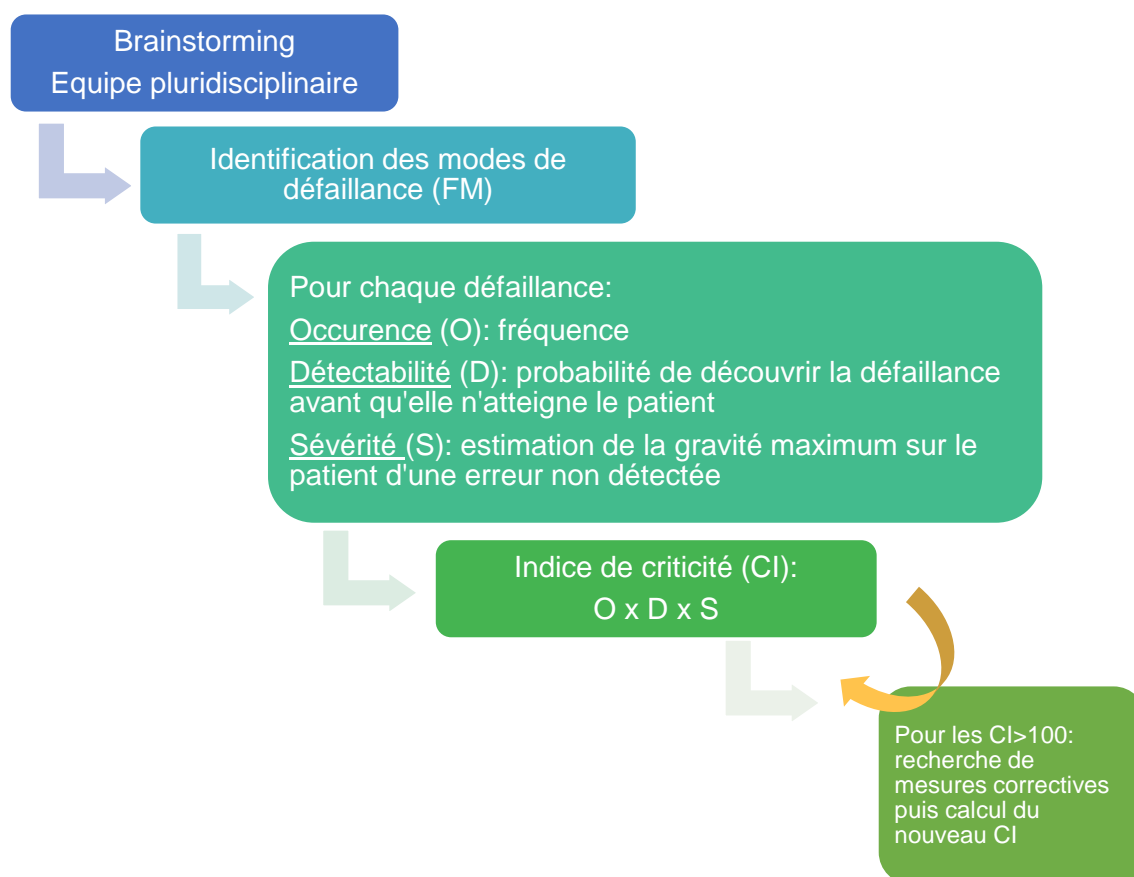 Brainstorming
Equipe pluridisciplinaire
Identification des modes de
défaillance (FM)
Pour chaque défaillance:
Occurence (O): fréquence
Détectabilité (D): probabilité de découvrir la défaillance
avant qu'elle n'atteigne le patient
Sévérité (S): estimation de la gravité maximum sur le
patient d'une erreur non détectée
Indice de criticité (CI):
O x D x S
Pour les CI>100:
recherche de
mesures correctives
puis calcul du
nouveau CI